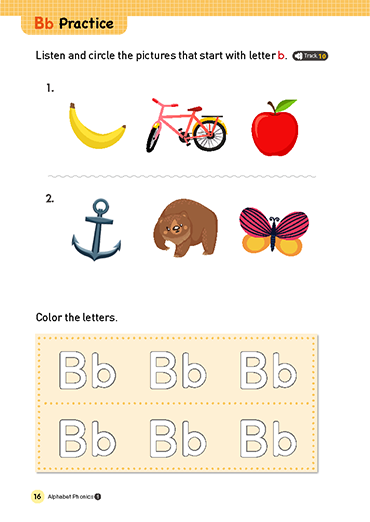 Bb Practice
Listen and circle the pictures that start with letter b. Track 10
1.
2.
Color the letters.
Bb Bb Bb
Bb Bb Bb
16 Alphabet Phonics 1